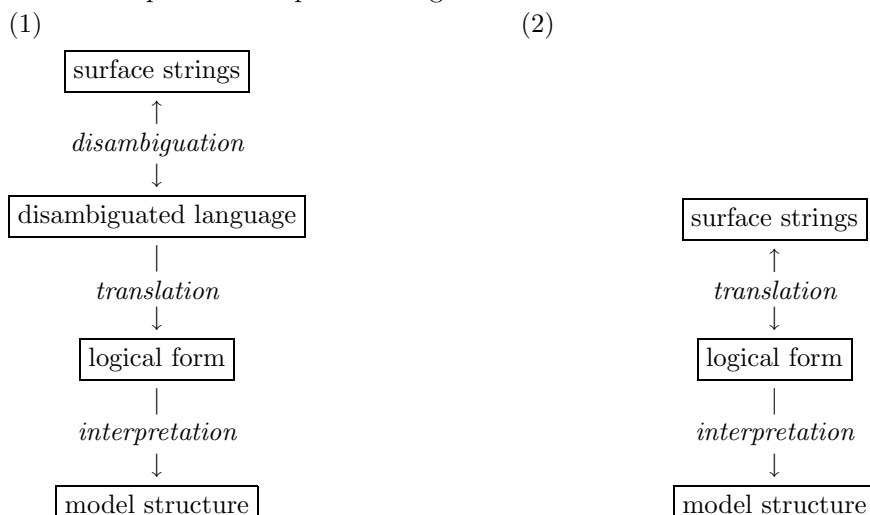 (1)
(2)
surface strings
↑
disambiguation
↓
disambiguated language
surface strings
|
↑
translation
translation
↓
↓
logical form
logical form
|
|
interpretation
interpretation
↓
↓
model structure
model structure